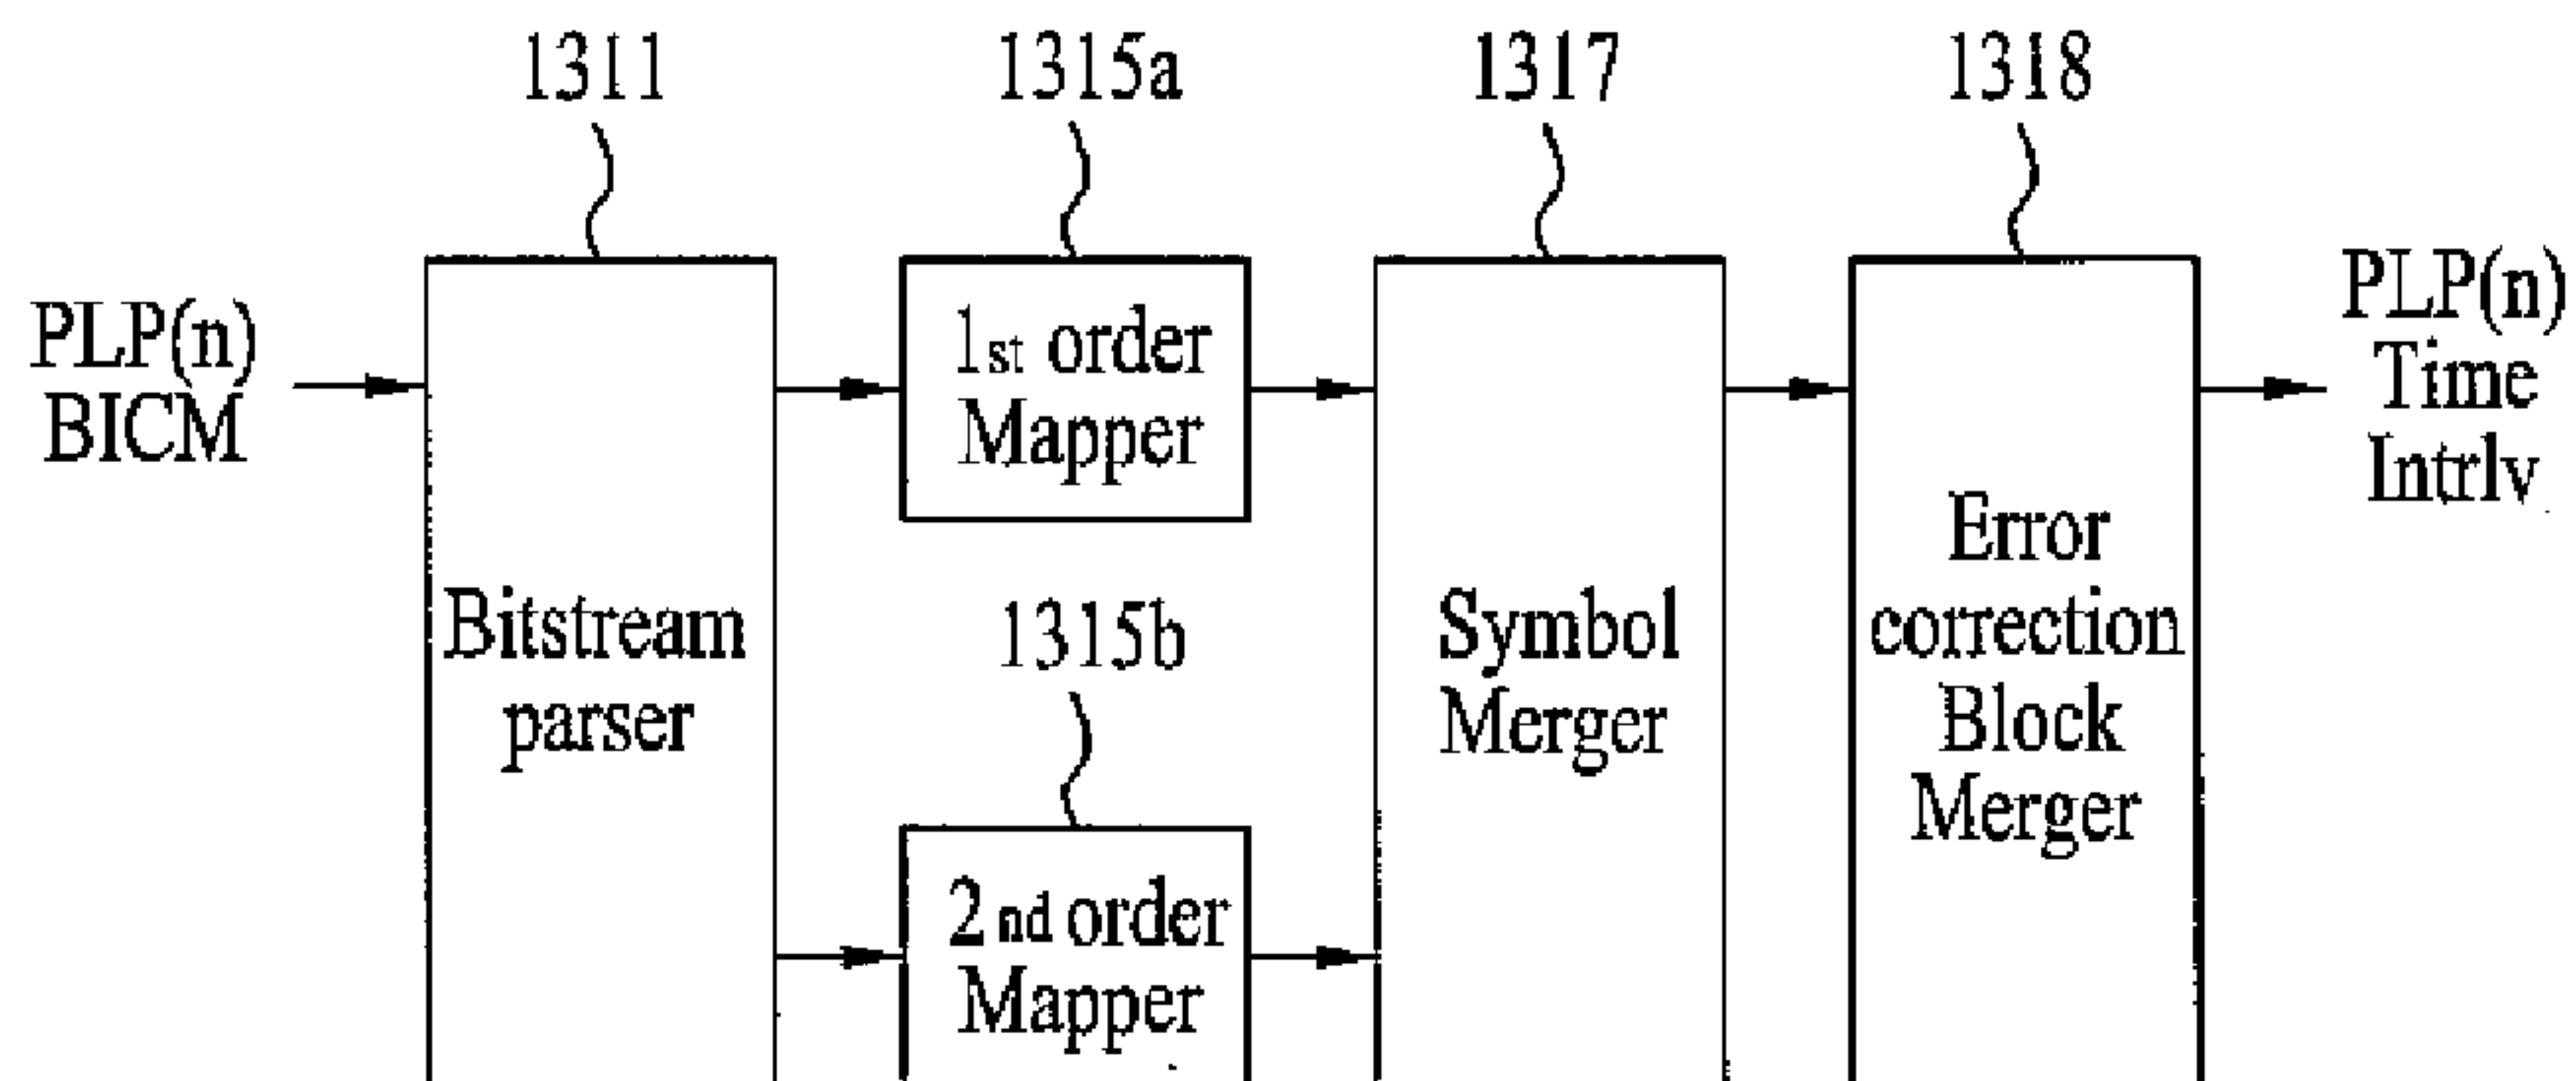 1311
1315a
1317
1318
PLP(n)
BICM
Bitstream
parser
1st order
Mapper
1315b
2nd order
Mapper
Symbol
Merger
Error
correction
Block
Merger
PLP(n)
Time
Intrlv